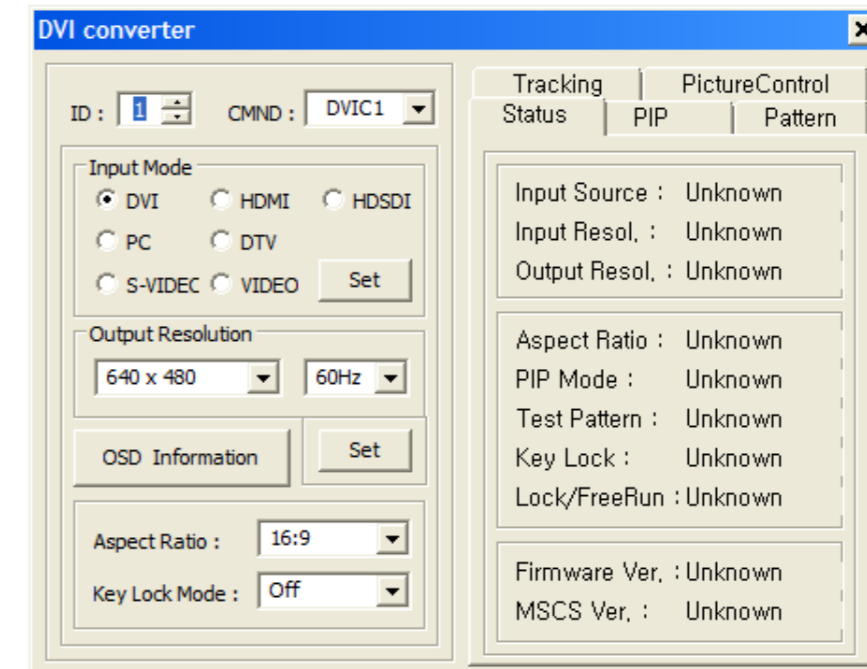 DVI converter
ID : 1 CMND : DVIC1
Input Mode
DVI HDMI HDSDI
PC DTV
S-VIDEC VIDEO Set
Output Resolution
640 x 480 60Hz
OSD Information Set
Aspect Ratio : 16:9
Key Lock Mode : Off
Tracking PictureControl
Status PIP Pattern
Input Source : Unknown
Input Resol. : Unknown
Output Resol. : Unknown
Aspect Ratio : Unknown
PIP Mode : Unknown
Test Pattern : Unknown
Key Lock : Unknown
Lock/FreeRun : Unknown
Firmware Ver. : Unknown
MSCS Ver. : Unknown